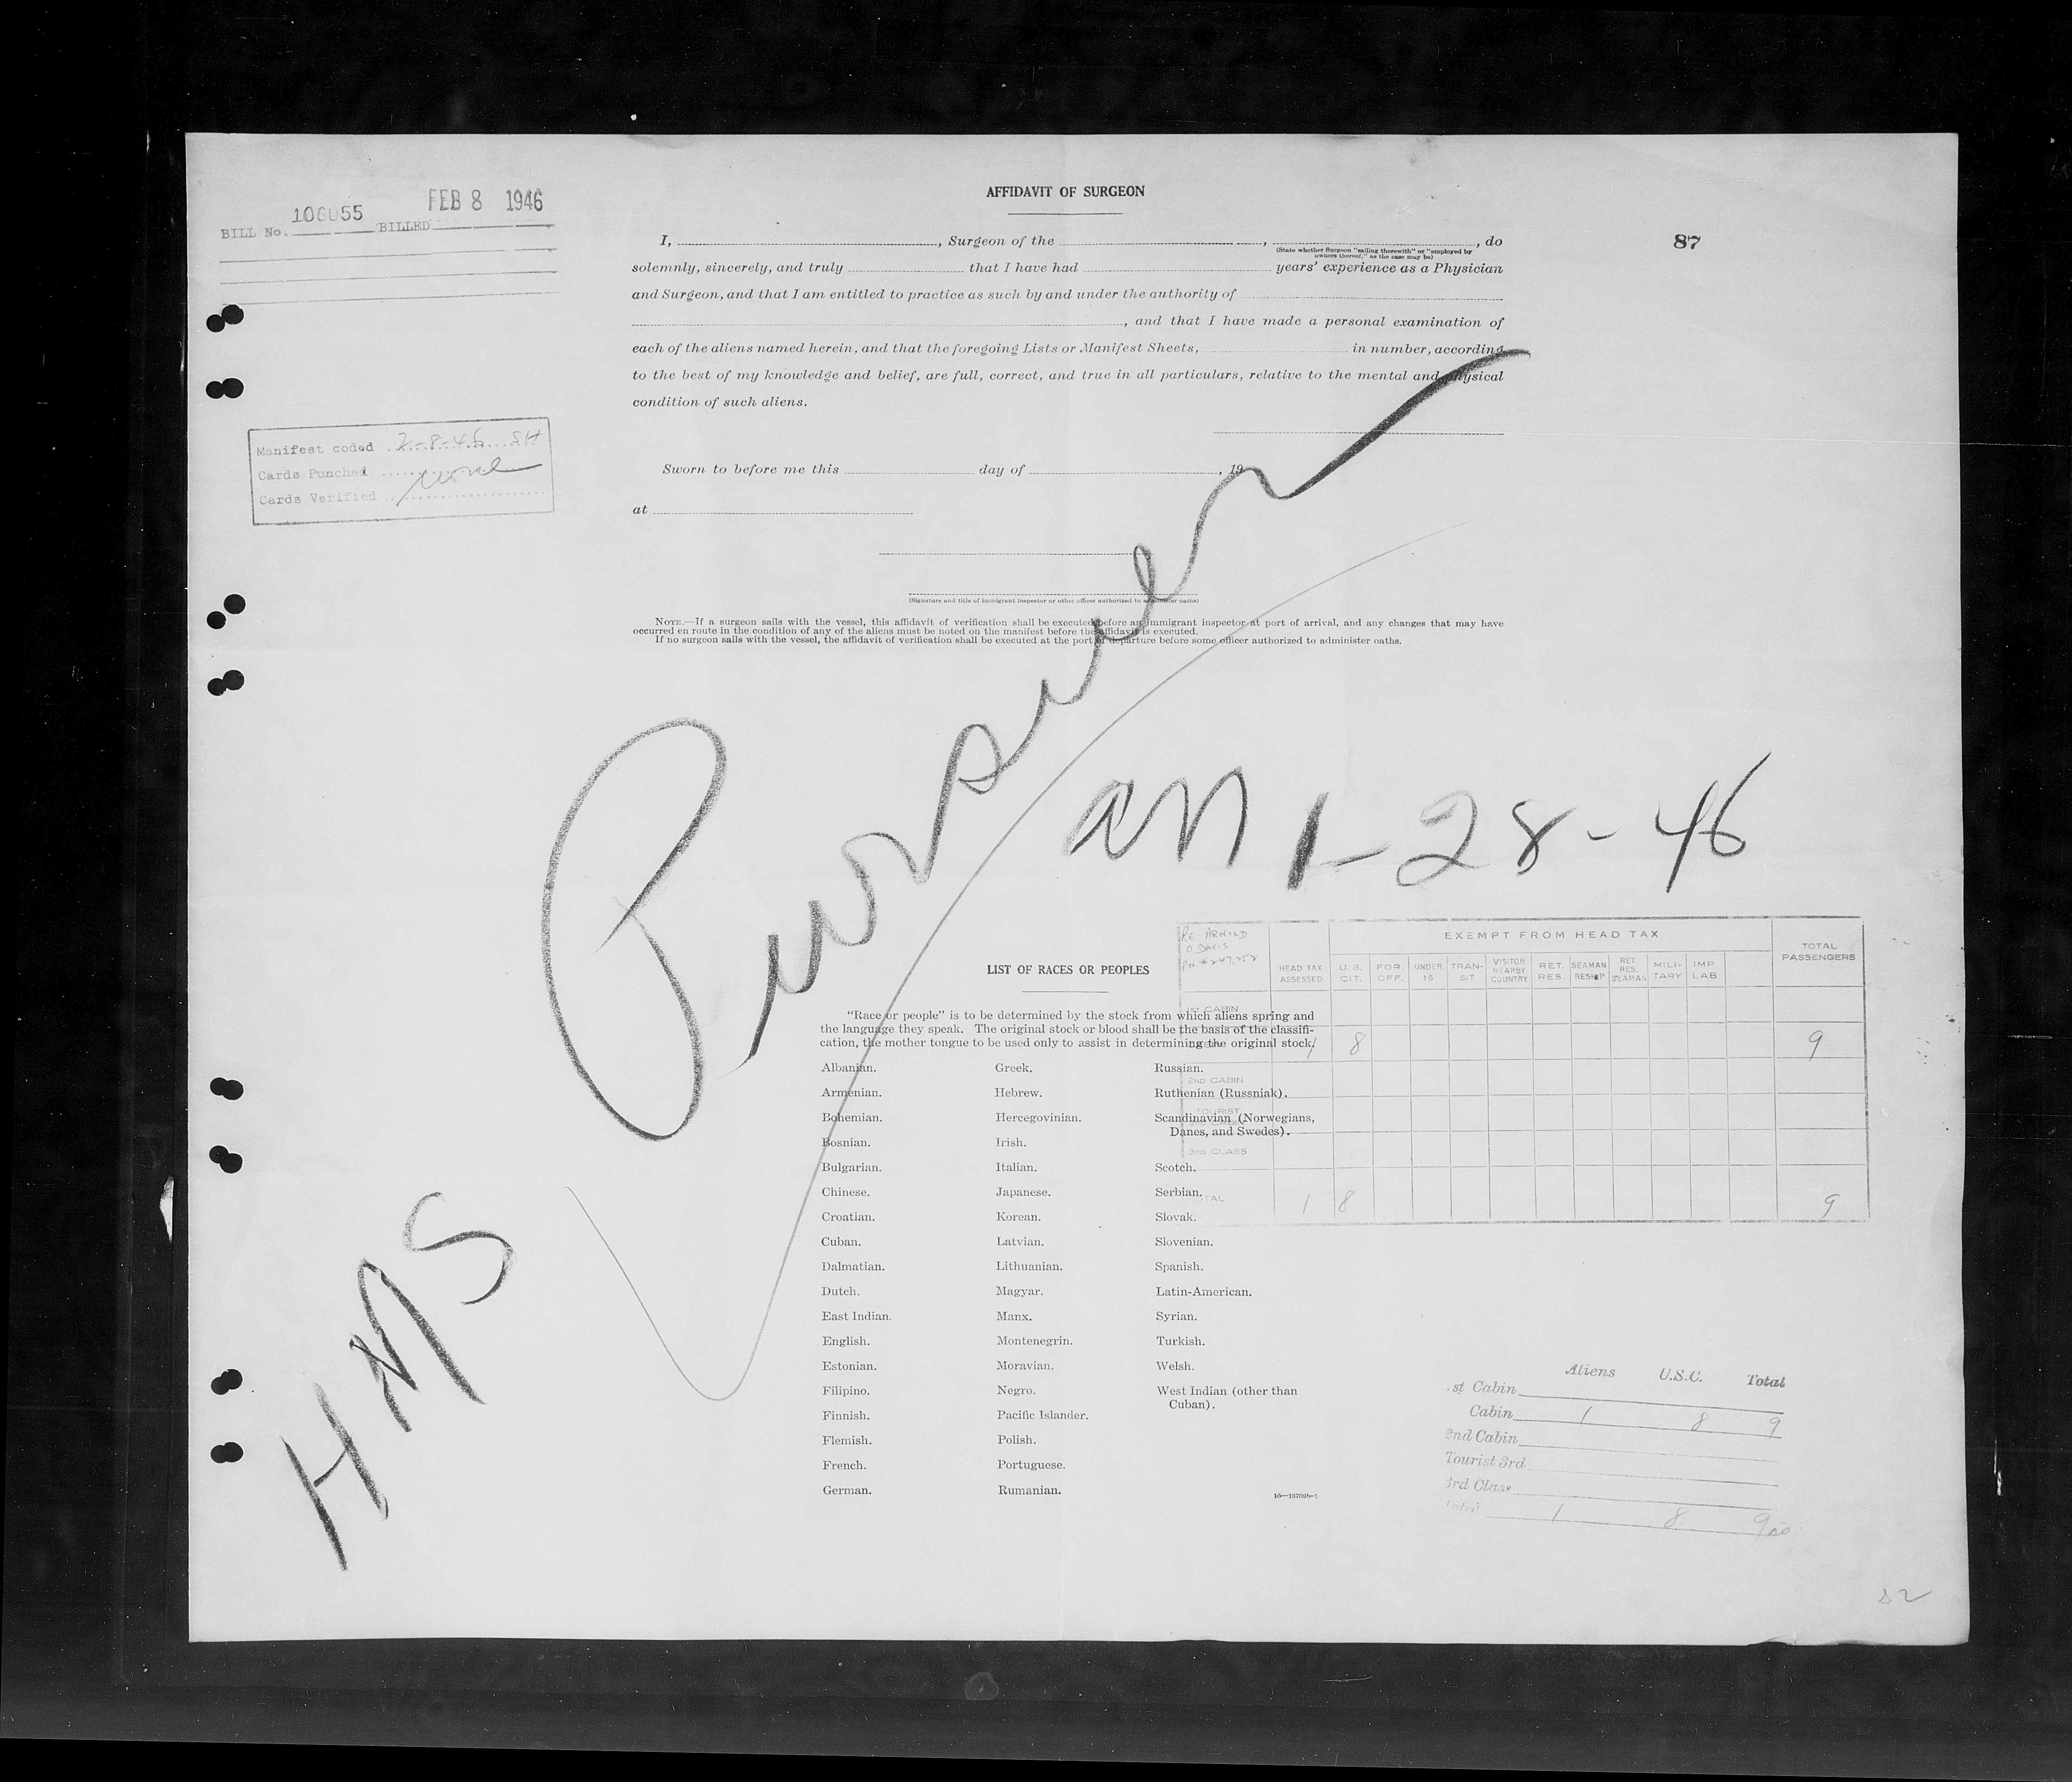 BILL No. 106055 BILLED FEB 8 1946
87
Manifest coded 2-8-46 SH
Cards Punched
Cards Verified none
AFFIDAVIT OF SURGEON
I, , Surgeon of the , , do
(State whether Surgeon "sailing therewith" or "employed by
owners thereof," as the case may be)
solemnly, sincerely, and truly that I have had years' experience as a Physician
and Surgeon, and that I am entitled to practice as such by and under the authority of
, and that I have made a personal examination of
each of the aliens named herein, and that the foregoing Lists or Manifest Sheets, in number, according
to the best of my knowledge and belief, are full, correct, and true in all particulars, relative to the mental and physical
condition of such aliens.
Sworn to before me this day of , 19
at
(Signature and title of immigrant inspector or other officer authorized to administer oaths)
NOTE.—If a surgeon sails with the vessel, this affidavit of verification shall be executed before an immigrant inspector at port of arrival, and any changes that may have
occurred en route in the condition of any of the aliens must be noted on the manifest before the affidavit is executed.
If no surgeon sails with the vessel, the affidavit of verification shall be executed at the port of departure before some officer authorized to administer oaths.
HMS Pursuer
1-28-46
RE: ARNOLD
O DAVIS
PN #247,252
HEAD TAX
ASSESSED
EXEMPT FROM HEAD TAX
U.S.
CIT.
FOR.
OFF.
UNDER
16
TRAN-
SIT
VISITOR
NEARBY
COUNTRY
RET.
RES.
SEAMAN
RESHIP
RET.
RES.
SEAMAN
MILI-
TARY
IMP
LAB
TOTAL
PASSENGERS
1ST CABIN
CABIN 1 8 9
2ND CABIN
TOURIST
3RD CABIN
3RD CLASS
TOTAL 1 8 9
LIST OF RACES OR PEOPLES
"Race or people" is to be determined by the stock from which aliens spring and
the language they speak. The original stock or blood shall be the basis of the classifi-
cation, the mother tongue to be used only to assist in determining the original stock.
Albanian.
Armenian.
Bohemian.
Bosnian.
Bulgarian.
Chinese.
Croatian.
Cuban.
Dalmatian.
Dutch.
East Indian.
English.
Estonian.
Filipino.
Finnish.
Flemish.
French.
German.
Greek.
Hebrew.
Hercegovinian.
Irish.
Italian.
Japanese.
Korean.
Latvian.
Lithuanian.
Magyar.
Manx.
Montenegrin.
Moravian.
Negro.
Pacific Islander.
Polish.
Portuguese.
Rumanian.
Russian.
Ruthenian (Russniak).
Scandinavian (Norwegians,
Danes, and Swedes).
Scotch.
Serbian.
Slovak.
Slovenian.
Spanish.
Latin-American.
Syrian.
Turkish.
Welsh.
West Indian (other than
Cuban).
Aliens U.S.C. Total
st Cabin
Cabin 1 8 9
2nd Cabin
Tourist 3rd
3rd Class
Total 1 8 9